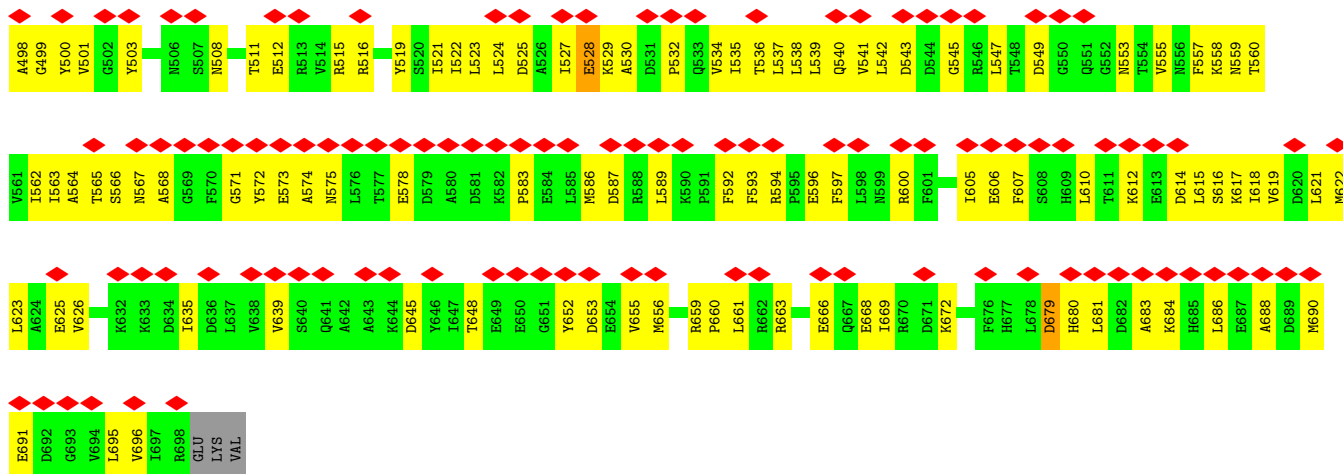 A498 G499 Y500 V501 G502 Y503 N506 S507 N508 T511 E512 R513 V514 R515 R516 Y519 S520 I521 I522 L523 L524 D525 A526 I527 E528 K529 A530 D531 P532 Q533 V534 I535 T536 L537 L538 L539 Q540 V541 L542 D543 D544 G545 R546 L547 T548 D549 G550 Q551 G552 N553 T554 V555 N556 F557 K558 N559 T560
V561 I562 I563 A564 T565 S566 N567 A568 G569 F570 G571 Y572 E573 A574 N575 L576 T577 E578 D579 A580 D581 K582 P583 E584 L585 M586 D587 R588 L589 K590 P591 F592 F593 R594 P595 E596 F597 L598 N599 R600 F601 I605 E606 F607 S608 H609 L610 T611 K612 E613 D614 L615 S616 K617 I618 V619 D620 L621 M622
L623 A624 E625 V626 K632 K633 D634 I635 D636 L637 V638 V639 S640 Q641 A642 A643 K644 D645 Y646 I647 T648 E649 E650 G651 Y652 D653 E654 V655 M656 R659 P660 L661 R662 R663 E666 Q667 E668 I669 R670 D671 K672 F676 H677 L678 D679 H680 L681 D682 A683 K684 H685 L686 E687 A688 D689 M690
E691 D692 G693 V694 L695 V696 I697 R698 GLU LYS VAL